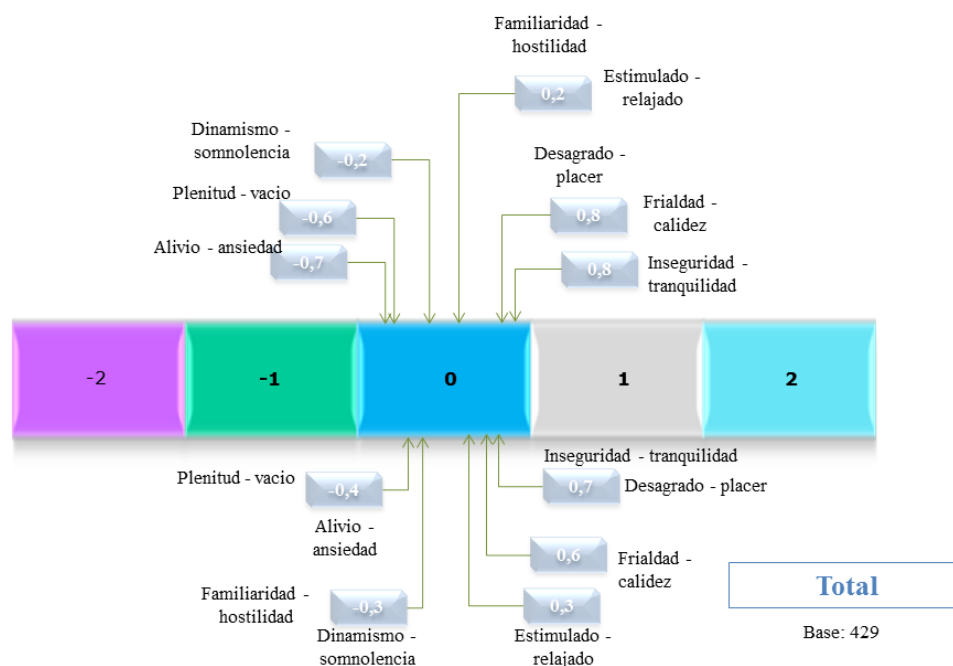 Familiaridad -
hostilidad
0,2
Estimulado -
relajado
Dinamismo -
somnolencia
-0,2
Desagrado -
placer
Plenitud - vacio
-0,6
0,8
Frialdad -
calidez
Alivio - ansiedad
-0,7
0,8
Inseguridad -
tranquilidad
-2
-1
0
1
2
Inseguridad - tranquilidad
Plenitud - vacio
-0,4
0,7
Desagrado - placer
Alivio -
ansiedad
0,6
Frialdad -
calidez
Familiaridad -
hostilidad
-0,3
0,3
Dinamismo -
somnolencia
Estimulado -
relajado
Total
Base: 429